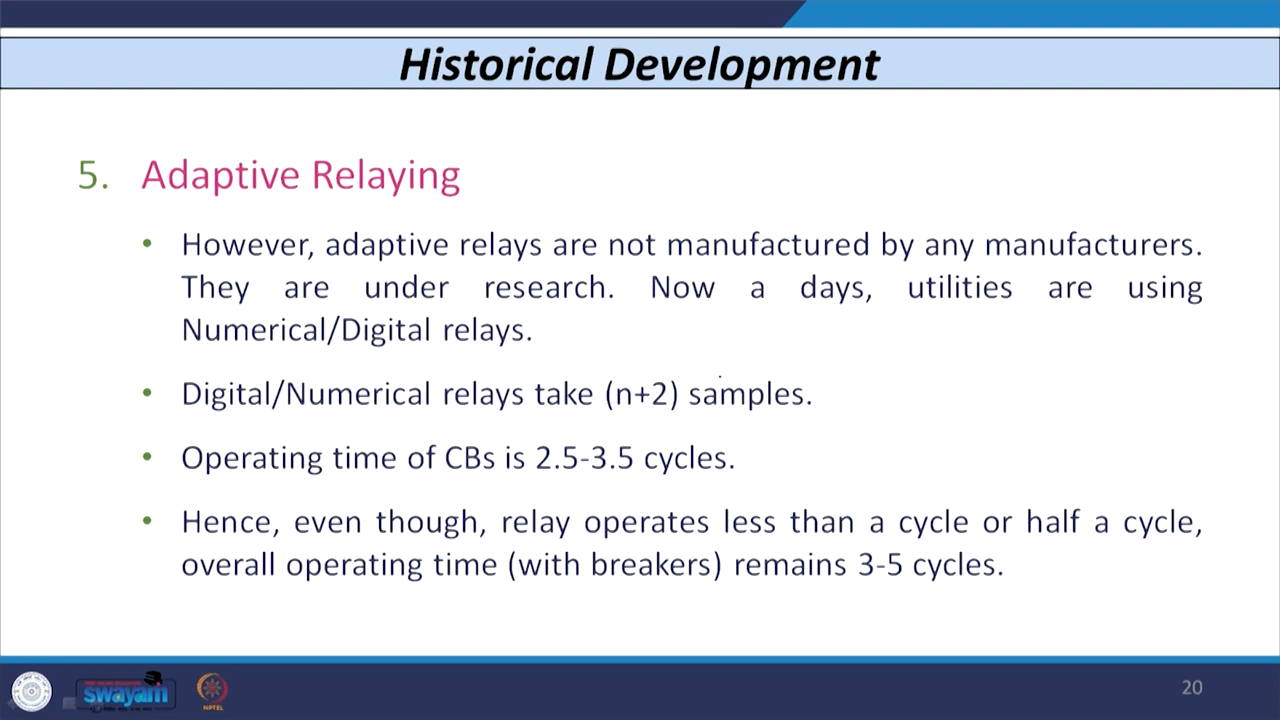 Historical Development
5. Adaptive Relaying
• However, adaptive relays are not manufactured by any manufacturers.
They are under research. Now a days, utilities are using
Numerical/Digital relays.
• Digital/Numerical relays take (n+2) samples.
• Operating time of CBs is 2.5-3.5 cycles.
• Hence, even though, relay operates less than a cycle or half a cycle,
overall operating time (with breakers) remains 3-5 cycles.
swayam
NPTEL
20